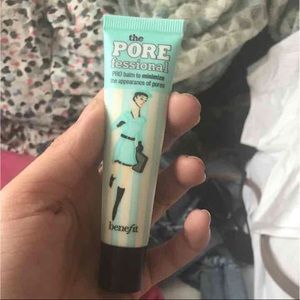 the
PORE
fessional
PRO balm to minimize
the appearance of pores
benefit